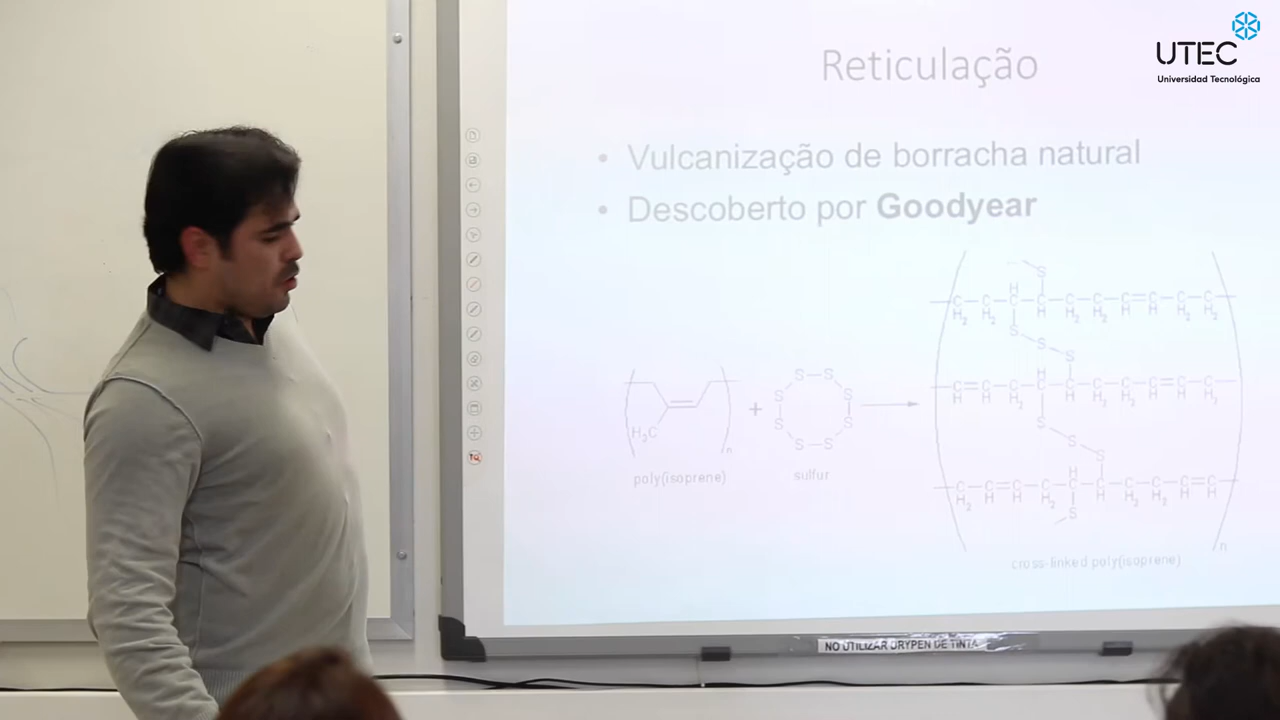 UTEC
Universidad Tecnológica
Reticulação
• Vulcanização de borracha natural
• Descoberto por Goodyear
H₃C
n
poly(isoprene)
+
S S S S S S S S
sulfur
cross-linked poly(isoprene)
n
NO UTILIZAR DRYPEN DE TINTA